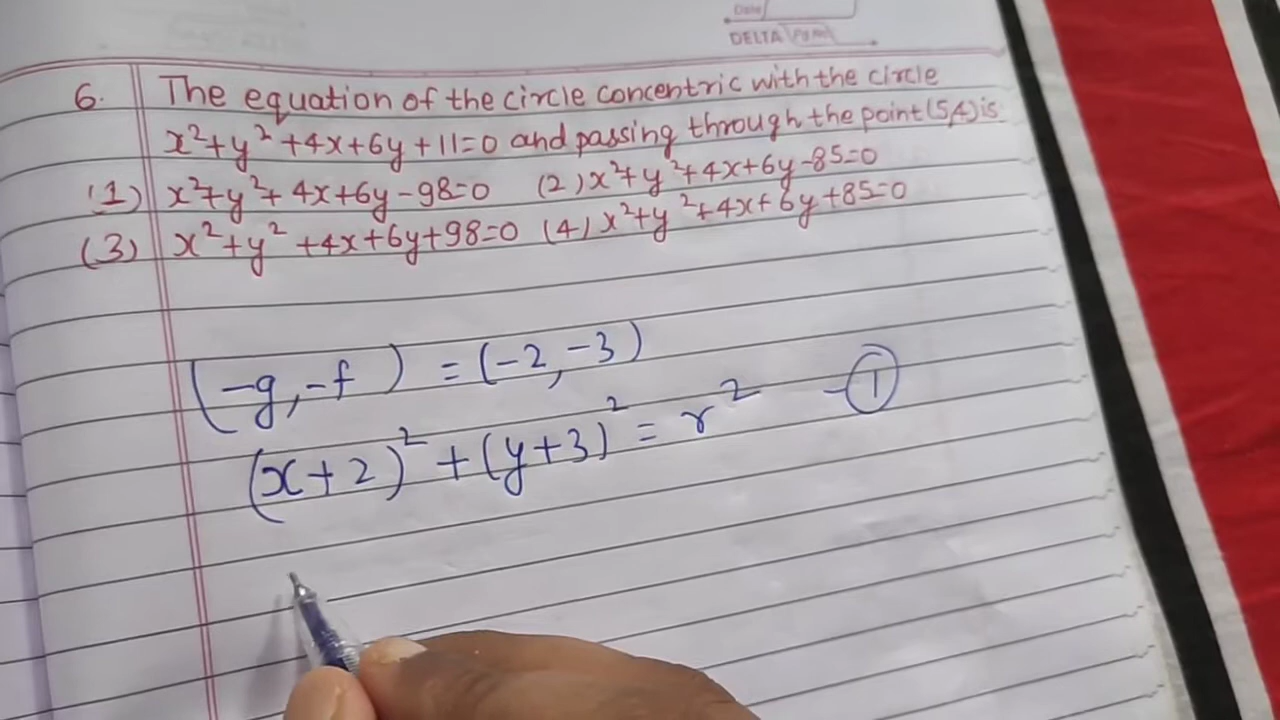 Date
DELTA Pg No
6. The equation of the circle concentric with the circle
x²+y²+4x+6y+11=0 and passing through the point (5,4) is
(1) x²+y²+4x+6y-98=0 (2) x²+y²+4x+6y-85=0
(3) x²+y²+4x+6y+98=0 (4) x²+y²+4x+6y+85=0
(-g,-f) = (-2,-3)
(x+2)²+(y+3)²=r² -①